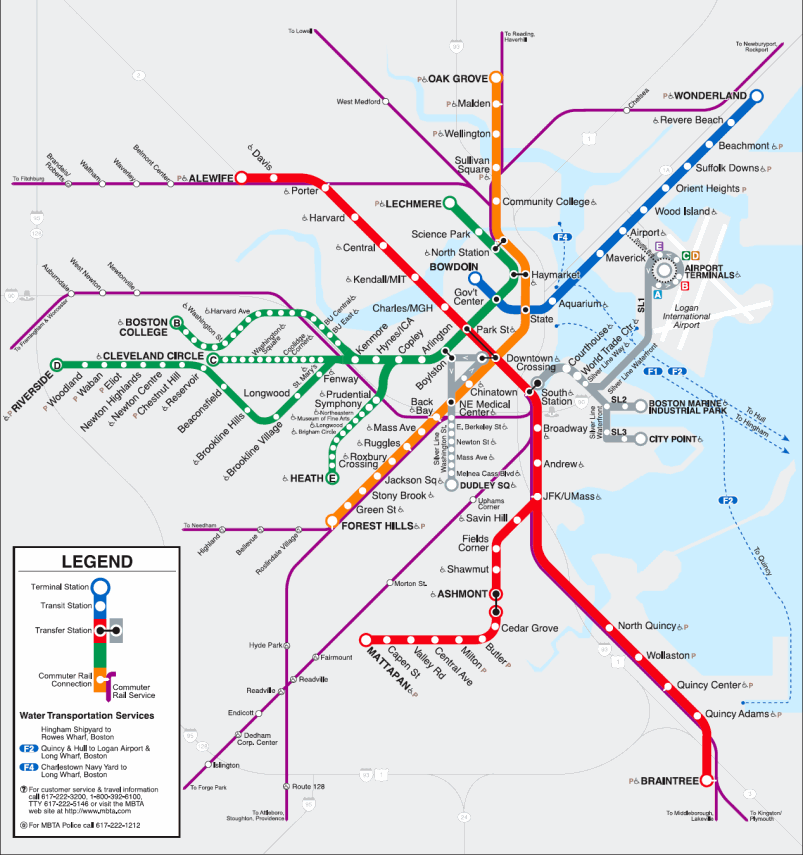 To Lowell
To Reading,
Haverhill
To Newburyport,
Rockport
93
West Medford
Chelsea
P OAK GROVE
P Malden
P Wellington
Sullivan
Square
P
Community College
P WONDERLAND
Revere Beach
Beachmont P
Suffolk Downs P
Orient Heights P
Wood Island
Airport
Maverick
Aquarium
State
Gov't
Center
BOWDOIN
To Fitchburg
Brandeis/
Roberts
Waltham
Waverley
Belmont Center
P ALEWIFE
Davis
Porter
Harvard
Central
Kendall/MIT
Charles/MGH
Park St
Downtown
Crossing
South
Station
Broadway
Andrew
JFK/UMass
P LECHMERE
Science Park
North Station
Haymarket
F4
E
C D
B
A
AIRPORT
TERMINALS
Logan
International
Airport
SL1
Courthouse
World Trade Ctr.
Silver Line Way
Silver Line Waterfront
Silver Line
Waterfront
SL2
BOSTON MARINE
INDUSTRIAL PARK
SL3
CITY POINT
F1
F2
To Hull
To Hingham
F2
To Quincy
Auburndale
West Newton
Newtonville
To Framingham & Worcester
B
BOSTON
COLLEGE
Washington St.
Harvard Ave
BU Central
BU East
C
CLEVELAND CIRCLE
Washington
Square
Coolidge
Corner
St. Mary's
Kenmore
Hynes/ICA
Copley
Arlington
Boylston
D
P RIVERSIDE
P Woodland
P Waban
P Eliot
Newton Highlands
Newton Centre
P Chestnut Hill
Reservoir
Beaconsfield
Brookline Hills
Brookline Village
Longwood
Fenway
Prudential
Symphony
Northeastern
Museum of Fine Arts
Longwood
Brigham Circle
HEATH E
Chinatown
NE Medical
Center
Back
Bay
Mass Ave
Ruggles
Roxbury
Crossing
Jackson Sq
Stony Brook
Green St
FOREST HILLS P
Silver Line
Washington St.
E. Berkeley St
Newton St
Mass Ave
Melnea Cass Blvd
DUDLEY SQ
Uphams
Corner
Morton St.
Fairmount
Readville
To Needham
Highland
Bellevue
Roslindale Village
Hyde Park
Readville
Endicott
Dedham
Corp. Center
Islington
To Forge Park
Route 128
To Attleboro,
Stoughton, Providence
Savin Hill
Fields
Corner
Shawmut
ASHMONT
Cedar Grove
Butler P
Milton P
Central Ave
Valley Rd
Capen St
MATTAPAN P
North Quincy P
Wollaston P
Quincy Center P
Quincy Adams P
P BRAINTREE
To Middleborough,
Lakeville
To Kingston/
Plymouth
LEGEND
Terminal Station
Transit Station
Transfer Station
Commuter Rail
Connection
Commuter
Rail Service
Water Transportation Services
Hingham Shipyard to
Rowes Wharf, Boston
F2 Quincy & Hull to Logan Airport &
Long Wharf, Boston
F4 Charlestown Navy Yard to
Long Wharf, Boston
For customer service & travel information
call 617-222-3200, 1-800-392-6100,
TTY 617-222-5146 or visit the MBTA
web site at http://www.mbta.com
For MBTA Police call 617-222-1212